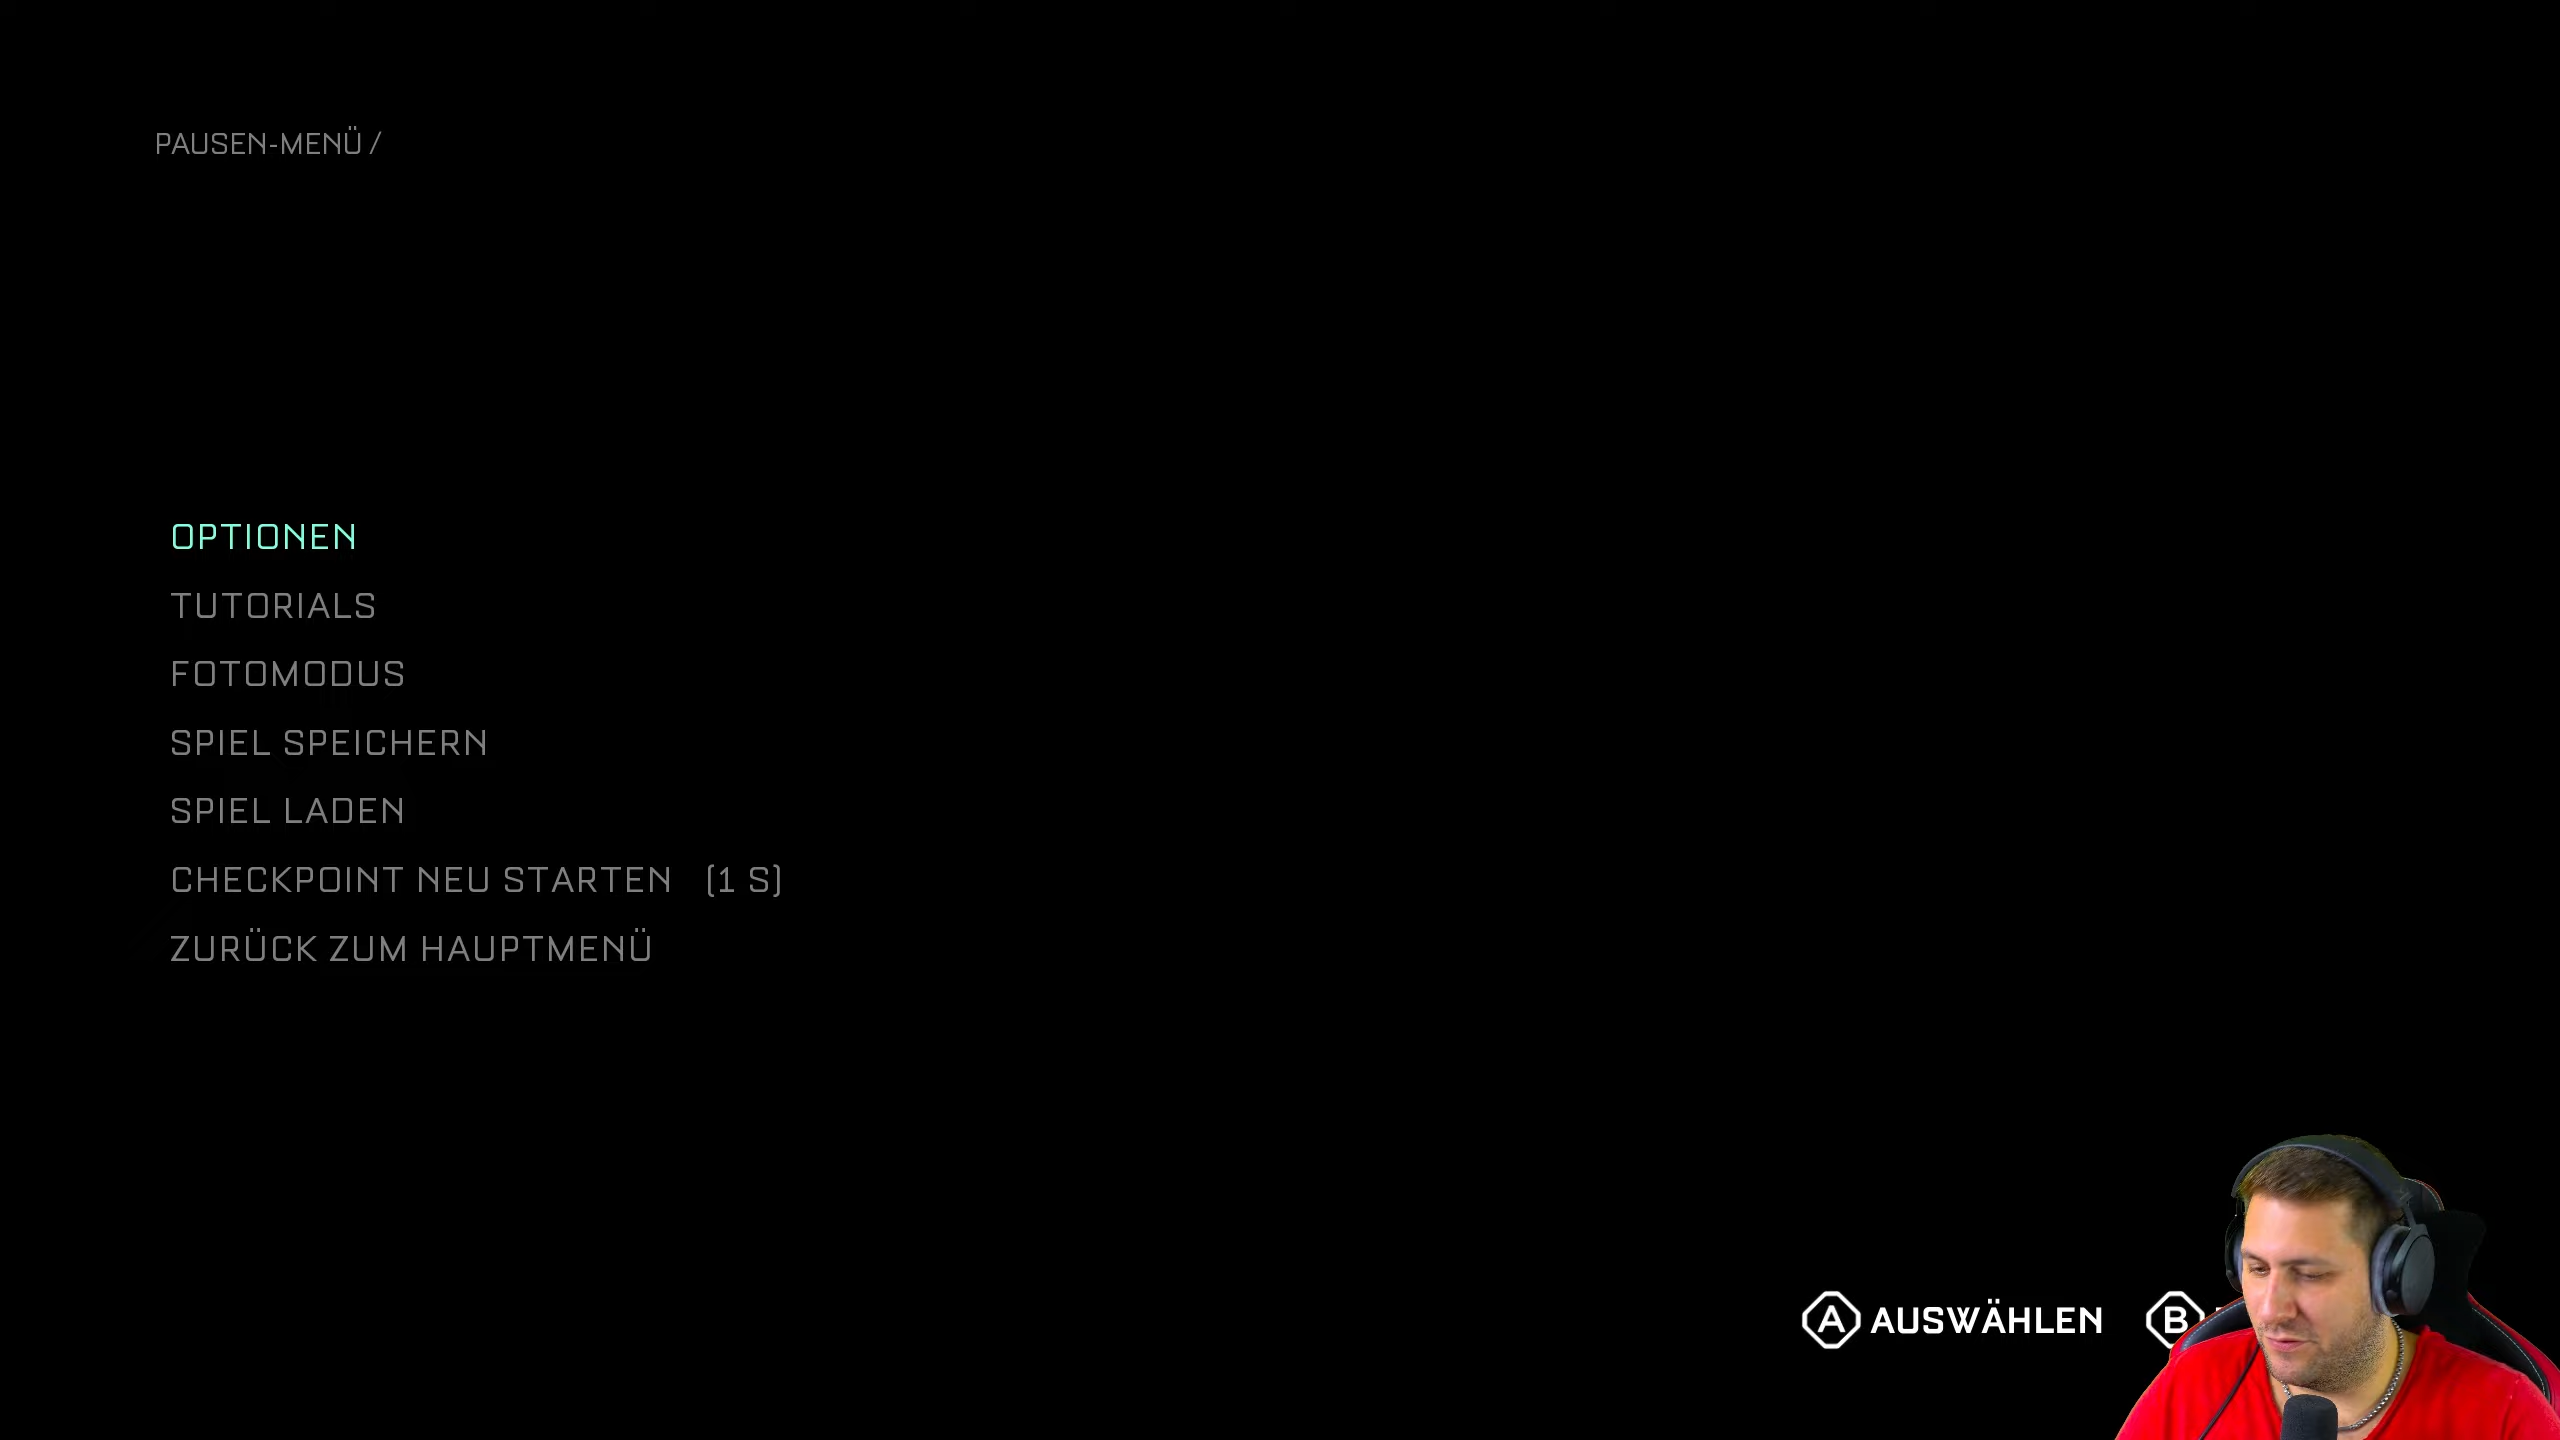 PAUSEN-MENÜ /
OPTIONEN
TUTORIALS
FOTOMODUS
SPIEL SPEICHERN
SPIEL LADEN
CHECKPOINT NEU STARTEN (1 S)
ZURÜCK ZUM HAUPTMENÜ
A AUSWÄHLEN B